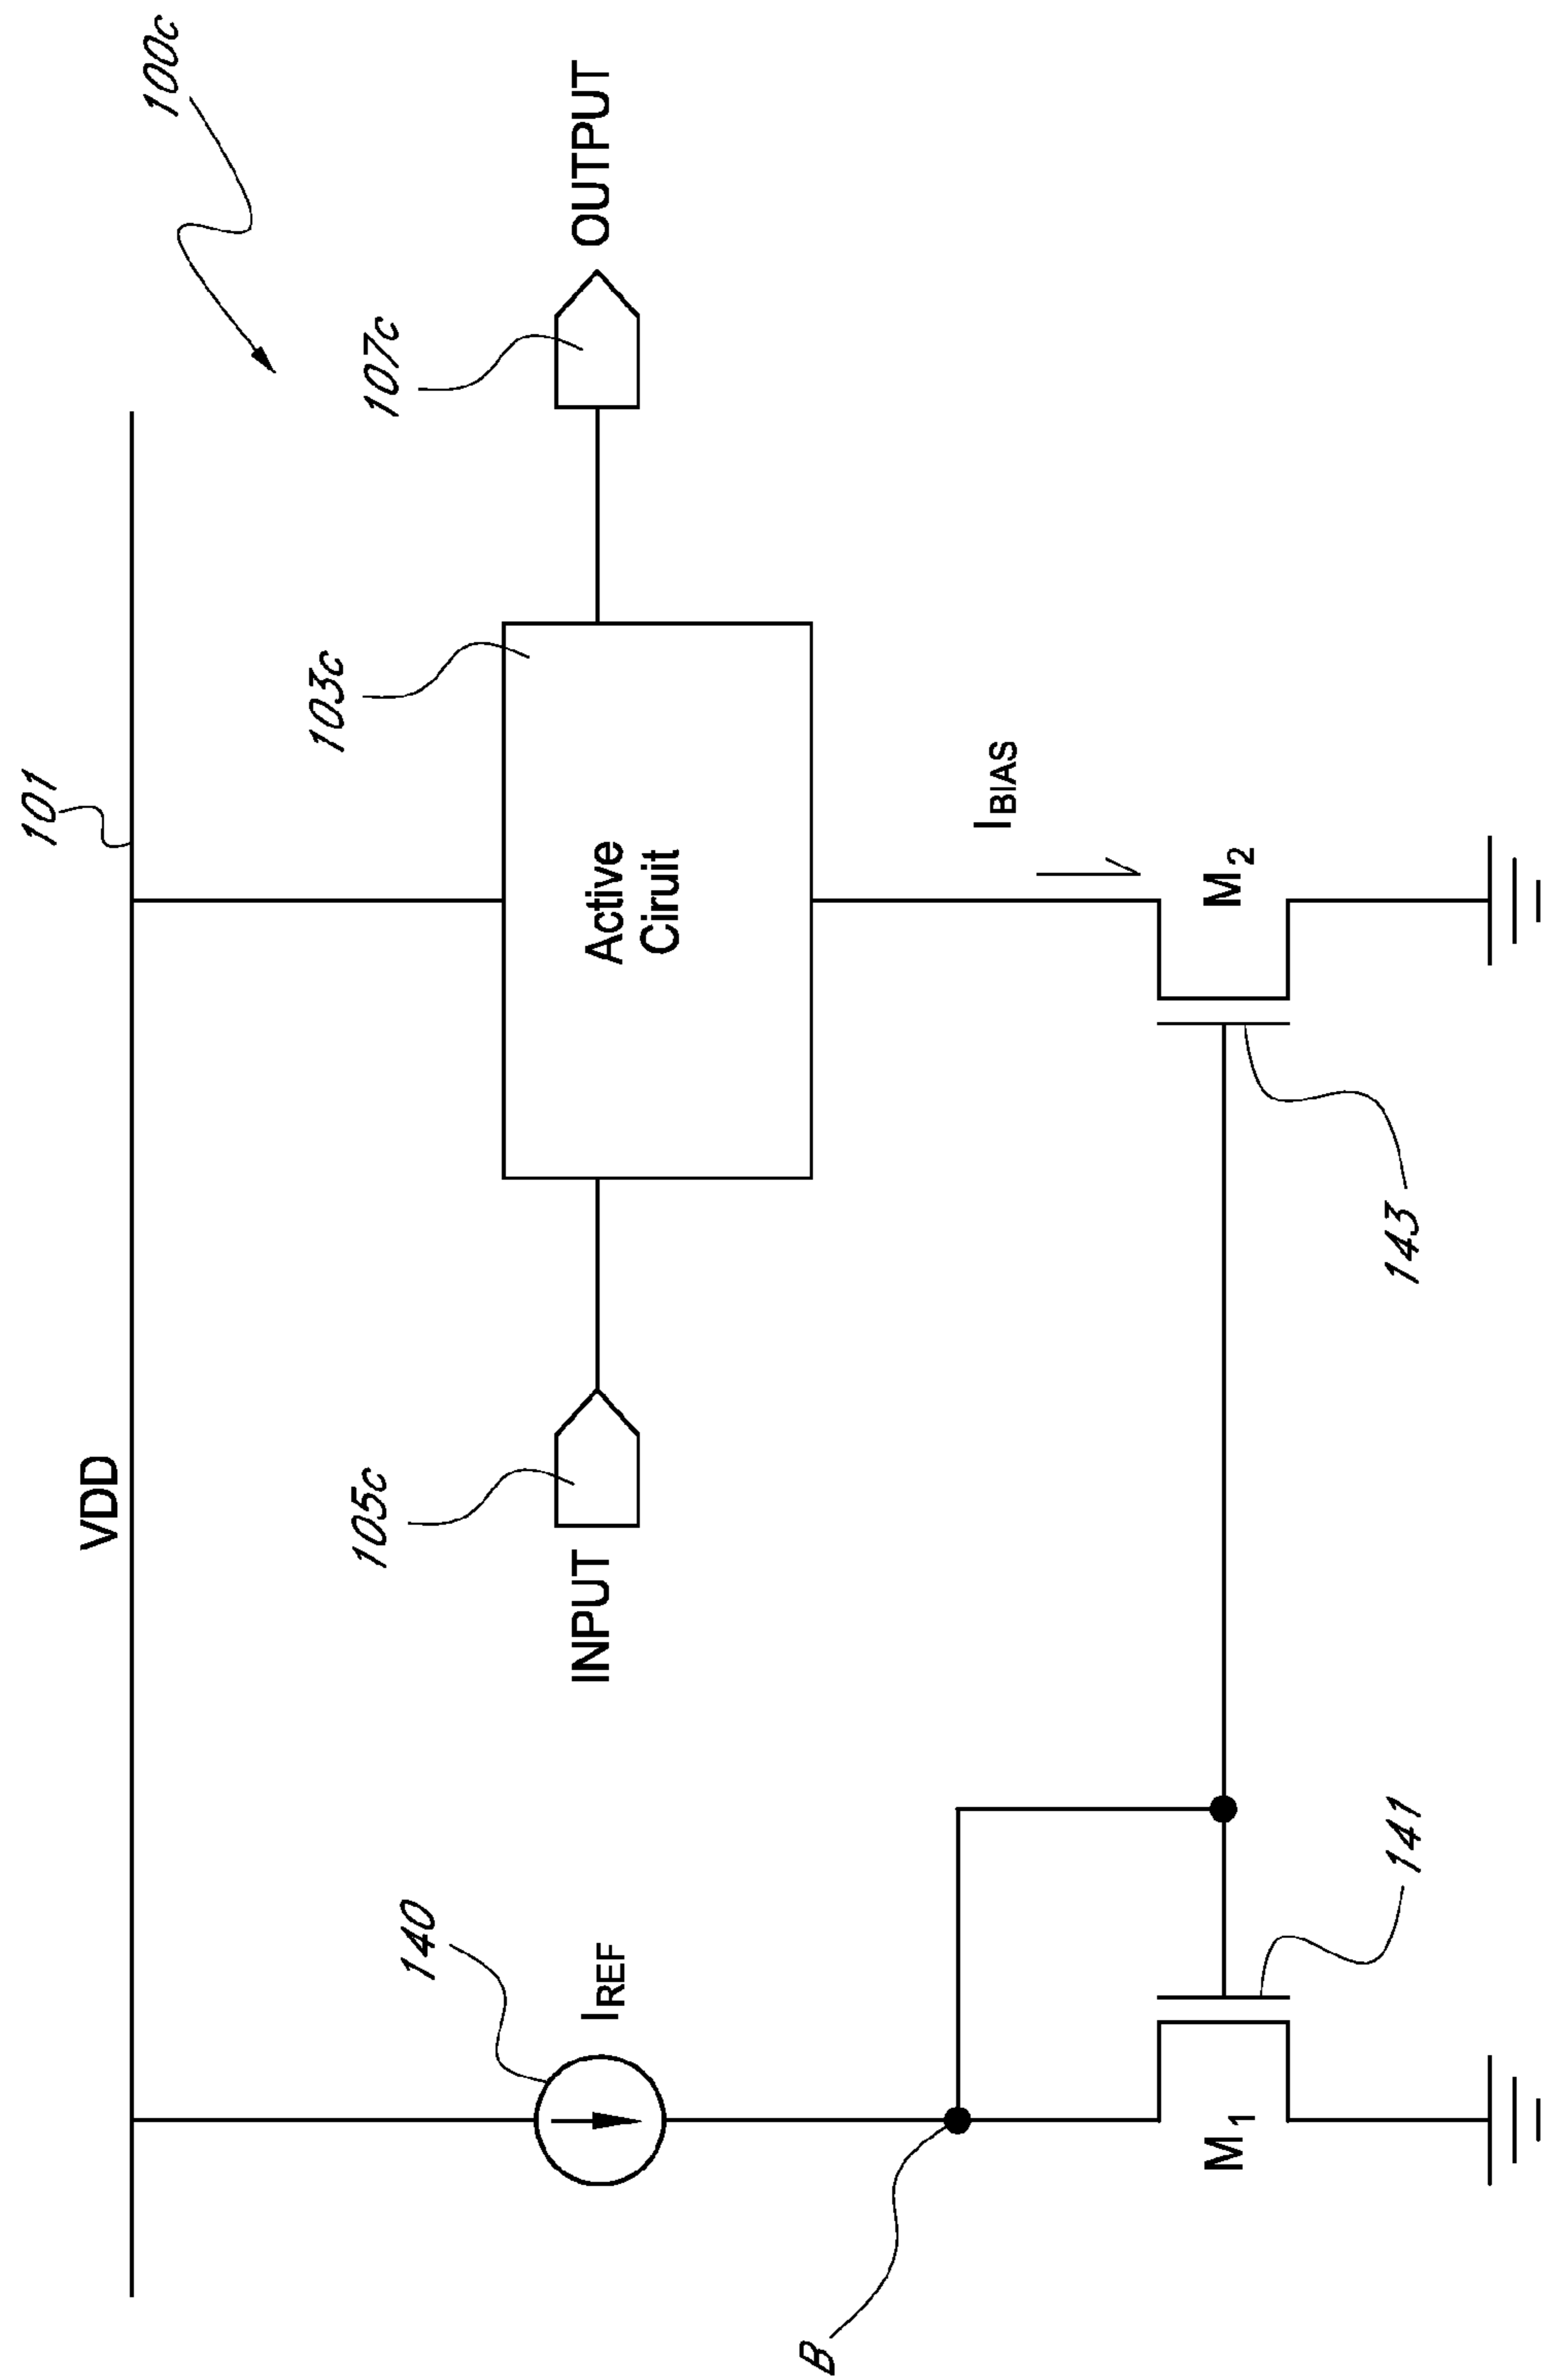 100c
101
VDD
107c
OUTPUT
103c
Active
Ciruit
105c
INPUT
140
IREF
IBIAS
B
M1
M2
141
143